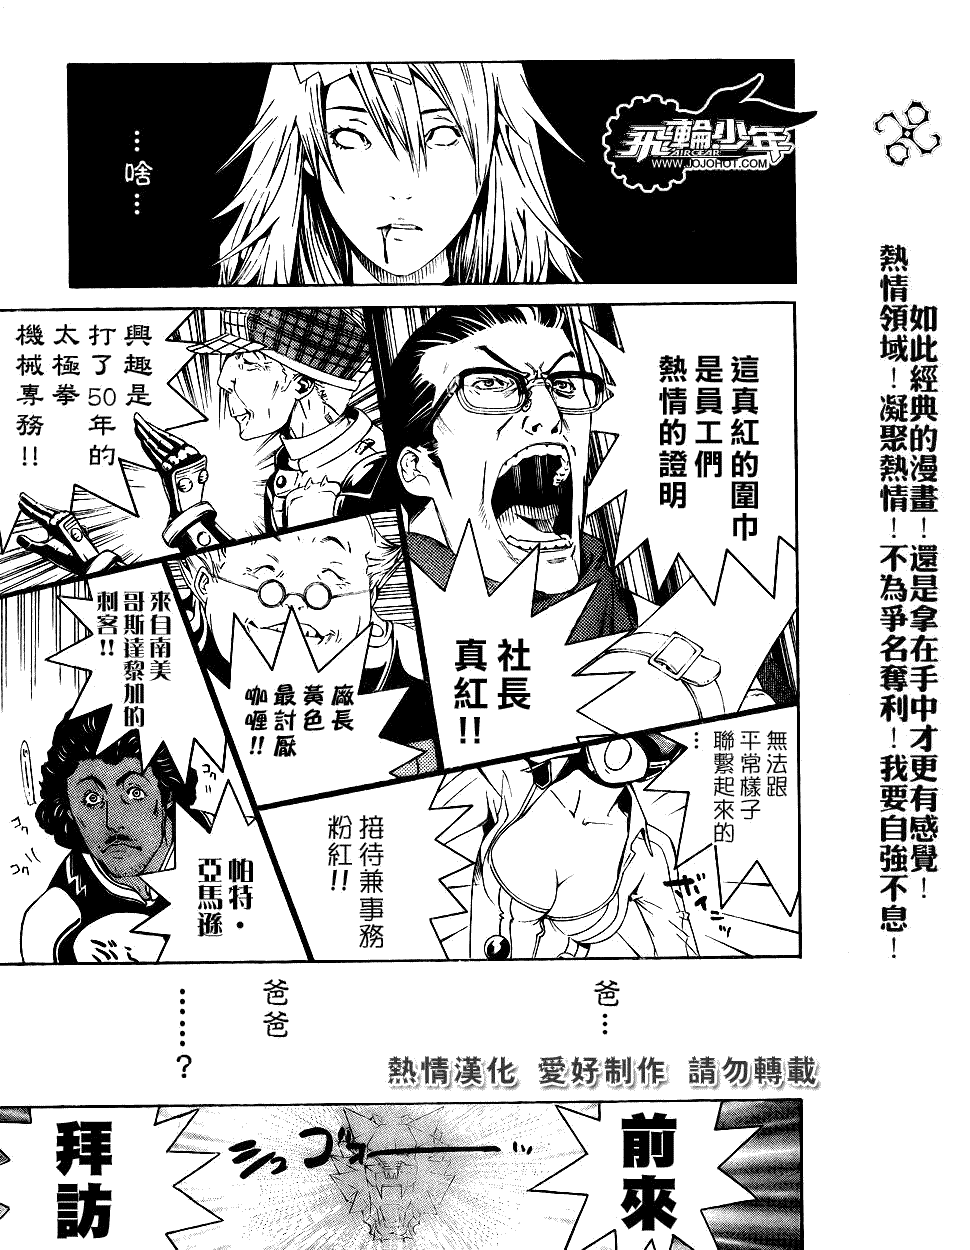 飛輪少年
AIRGEAR
WWW.JOJOHOT.COM
…啥…
這真紅的圍巾
是員工們
熱情的證明
社長
真紅!!
興趣是
打了50年的
太極拳
機械專務!!
廠長
黃色
最討厭
咖喱!!
來自南美
哥斯達黎加的
刺客!!
帕特・
亞馬遜
無法跟
平常樣子
聯繫起來的
…
接待兼事務
粉紅!!
爸…
爸爸
……?
前來
拜訪
熱情漢化 愛好制作 請勿轉載
如此經典的漫畫！還是拿在手中才更有感覺！
熱情領域！凝聚熱情！不為爭名奪利！我要自強不息！